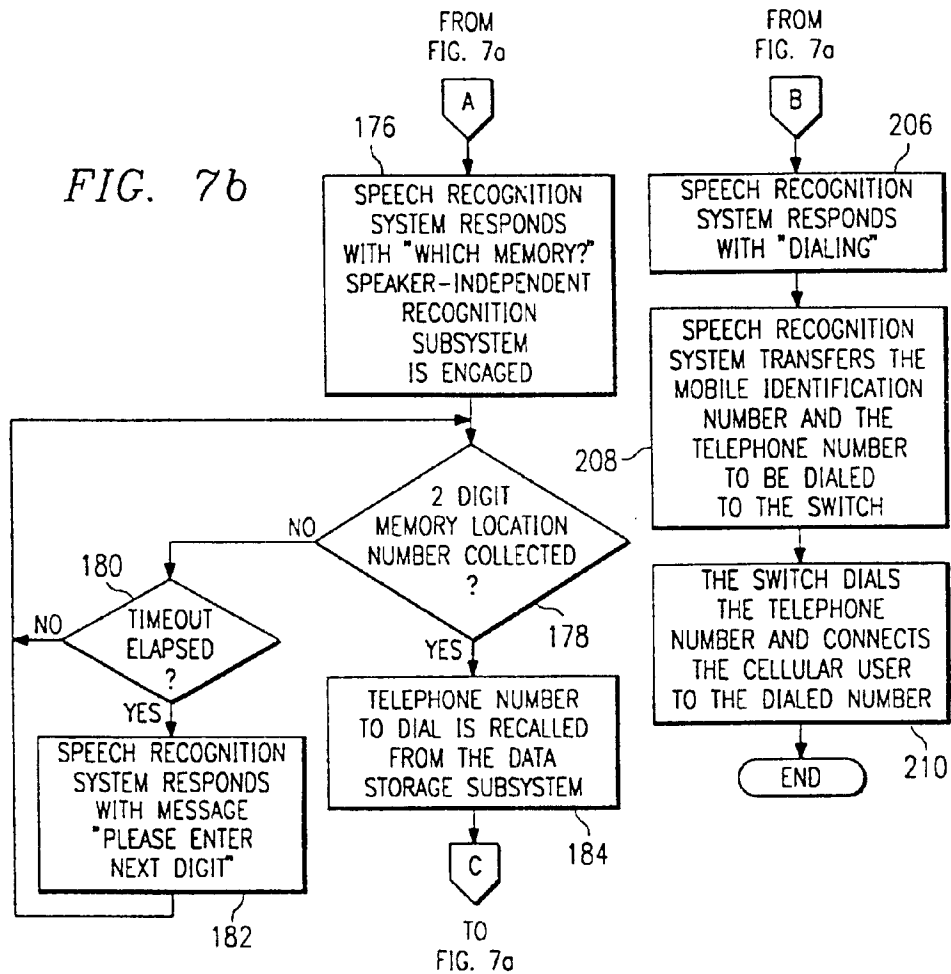 FIG. 7b
FROM
FIG. 7a
A
176
SPEECH RECOGNITION
SYSTEM RESPONDS
WITH "WHICH MEMORY?"
SPEAKER-INDEPENDENT
RECOGNITION
SUBSYSTEM
IS ENGAGED
2 DIGIT
MEMORY LOCATION
NUMBER COLLECTED
?
178
NO
YES
180
TIMEOUT
ELAPSED
?
NO
YES
SPEECH RECOGNITION
SYSTEM RESPONDS
WITH MESSAGE
"PLEASE ENTER
NEXT DIGIT"
182
TELEPHONE NUMBER
TO DIAL IS RECALLED
FROM THE DATA
STORAGE SUBSYSTEM
184
C
TO
FIG. 7a
FROM
FIG. 7a
B
206
SPEECH RECOGNITION
SYSTEM RESPONDS
WITH "DIALING"
SPEECH RECOGNITION
SYSTEM TRANSFERS THE
MOBILE IDENTIFICATION
NUMBER AND THE
TELEPHONE NUMBER
TO BE DIALED
TO THE SWITCH
208
THE SWITCH DIALS
THE TELEPHONE
NUMBER AND CONNECTS
THE CELLULAR USER
TO THE DIALED NUMBER
210
END